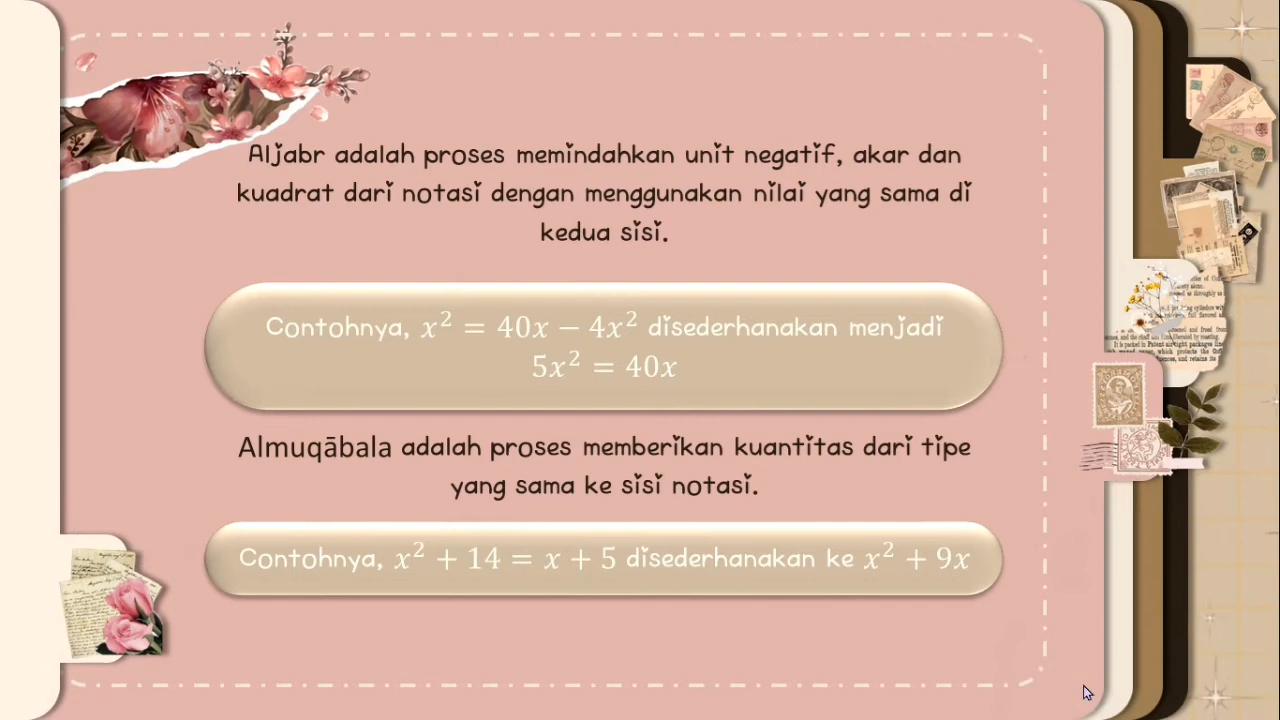 Aljabr adalah proses memindahkan unit negatif, akar dan
kuadrat dari notasi dengan menggunakan nilai yang sama di
kedua sisi.
Contohnya, x² = 40x − 4x² disederhanakan menjadi
5x² = 40x
Almuqābala adalah proses memberikan kuantitas dari tipe
yang sama ke sisi notasi.
Contohnya, x² + 14 = x + 5 disederhanakan ke x² + 9x